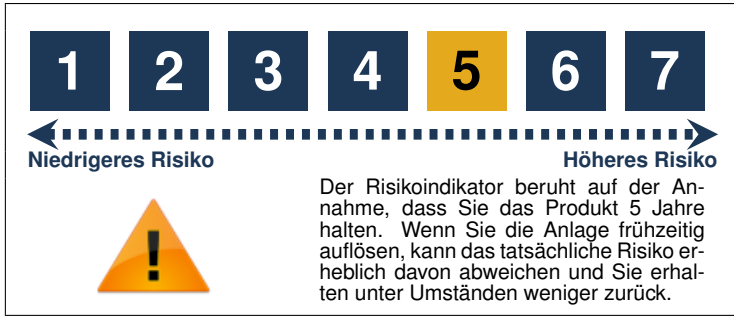 1 2 3 4 5 6 7
Niedrigeres Risiko Höheres Risiko
Der Risikoindikator beruht auf der An-
nahme, dass Sie das Produkt 5 Jahre
halten. Wenn Sie die Anlage frühzeitig
auflösen, kann das tatsächliche Risiko er-
heblich davon abweichen und Sie erhal-
ten unter Umständen weniger zurück.